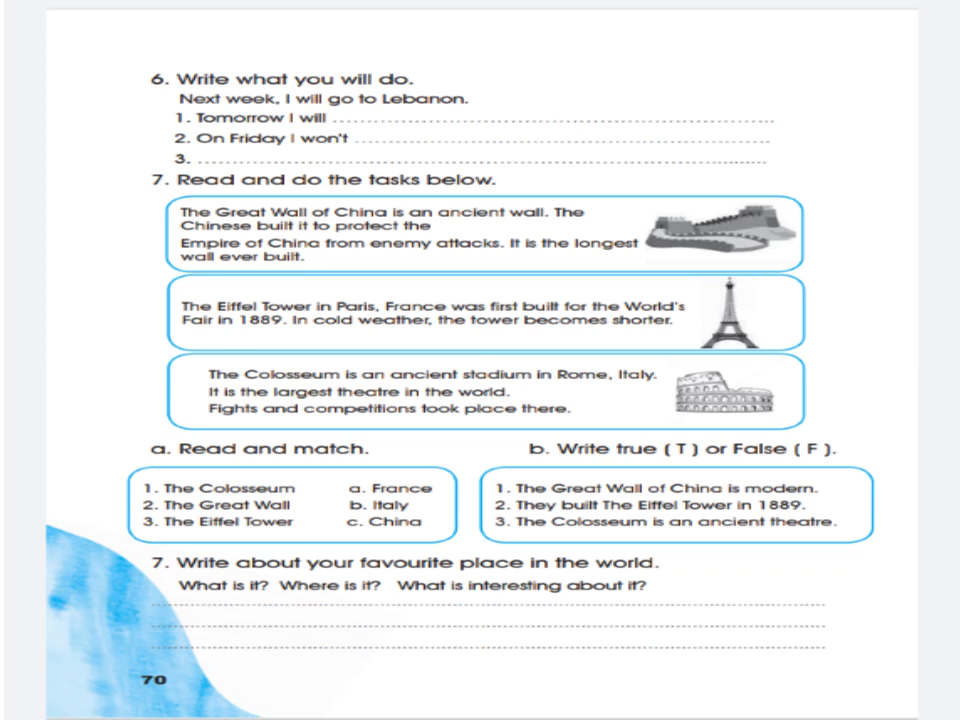 6. Write what you will do.
Next week, I will go to Lebanon.
1. Tomorrow I will ........................................
2. On Friday I won't ........................................
3. ........................................
7. Read and do the tasks below.
The Great Wall of China is an ancient wall. The
Chinese built it to protect the
Empire of China from enemy attacks. It is the longest
wall ever built.
The Eiffel Tower in Paris, France was first built for the World's
Fair in 1889. In cold weather, the tower becomes shorter.
The Colosseum is an ancient stadium in Rome, Italy.
It is the largest theatre in the world.
Fights and competitions took place there.
a. Read and match.
1. The Colosseum a. France
2. The Great Wall b. Italy
3. The Eiffel Tower c. China
b. Write true ( T ) or False ( F ).
1. The Great Wall of China is modern.
2. They built The Eiffel Tower in 1889.
3. The Colosseum is an ancient theatre.
7. Write about your favourite place in the world.
What is it? Where is it? What is interesting about it?
70